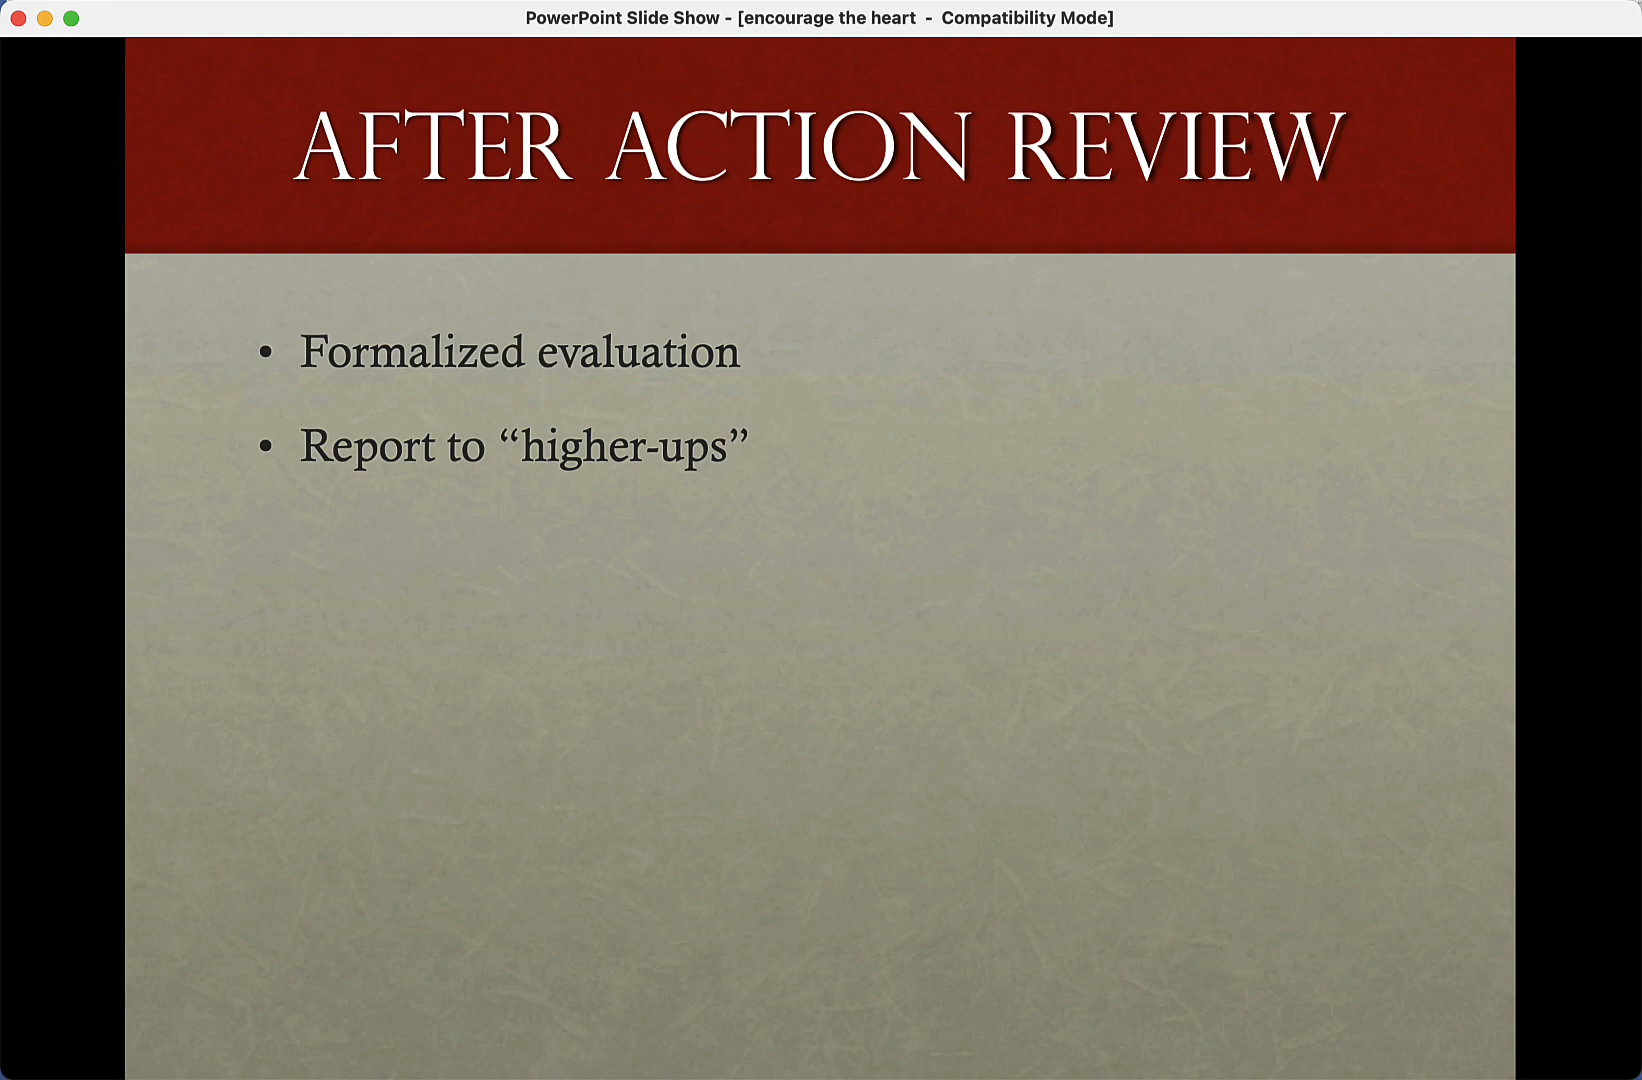 PowerPoint Slide Show - [encourage the heart  -  Compatibility Mode]
AFTER ACTION REVIEW
• Formalized evaluation
• Report to “higher-ups”